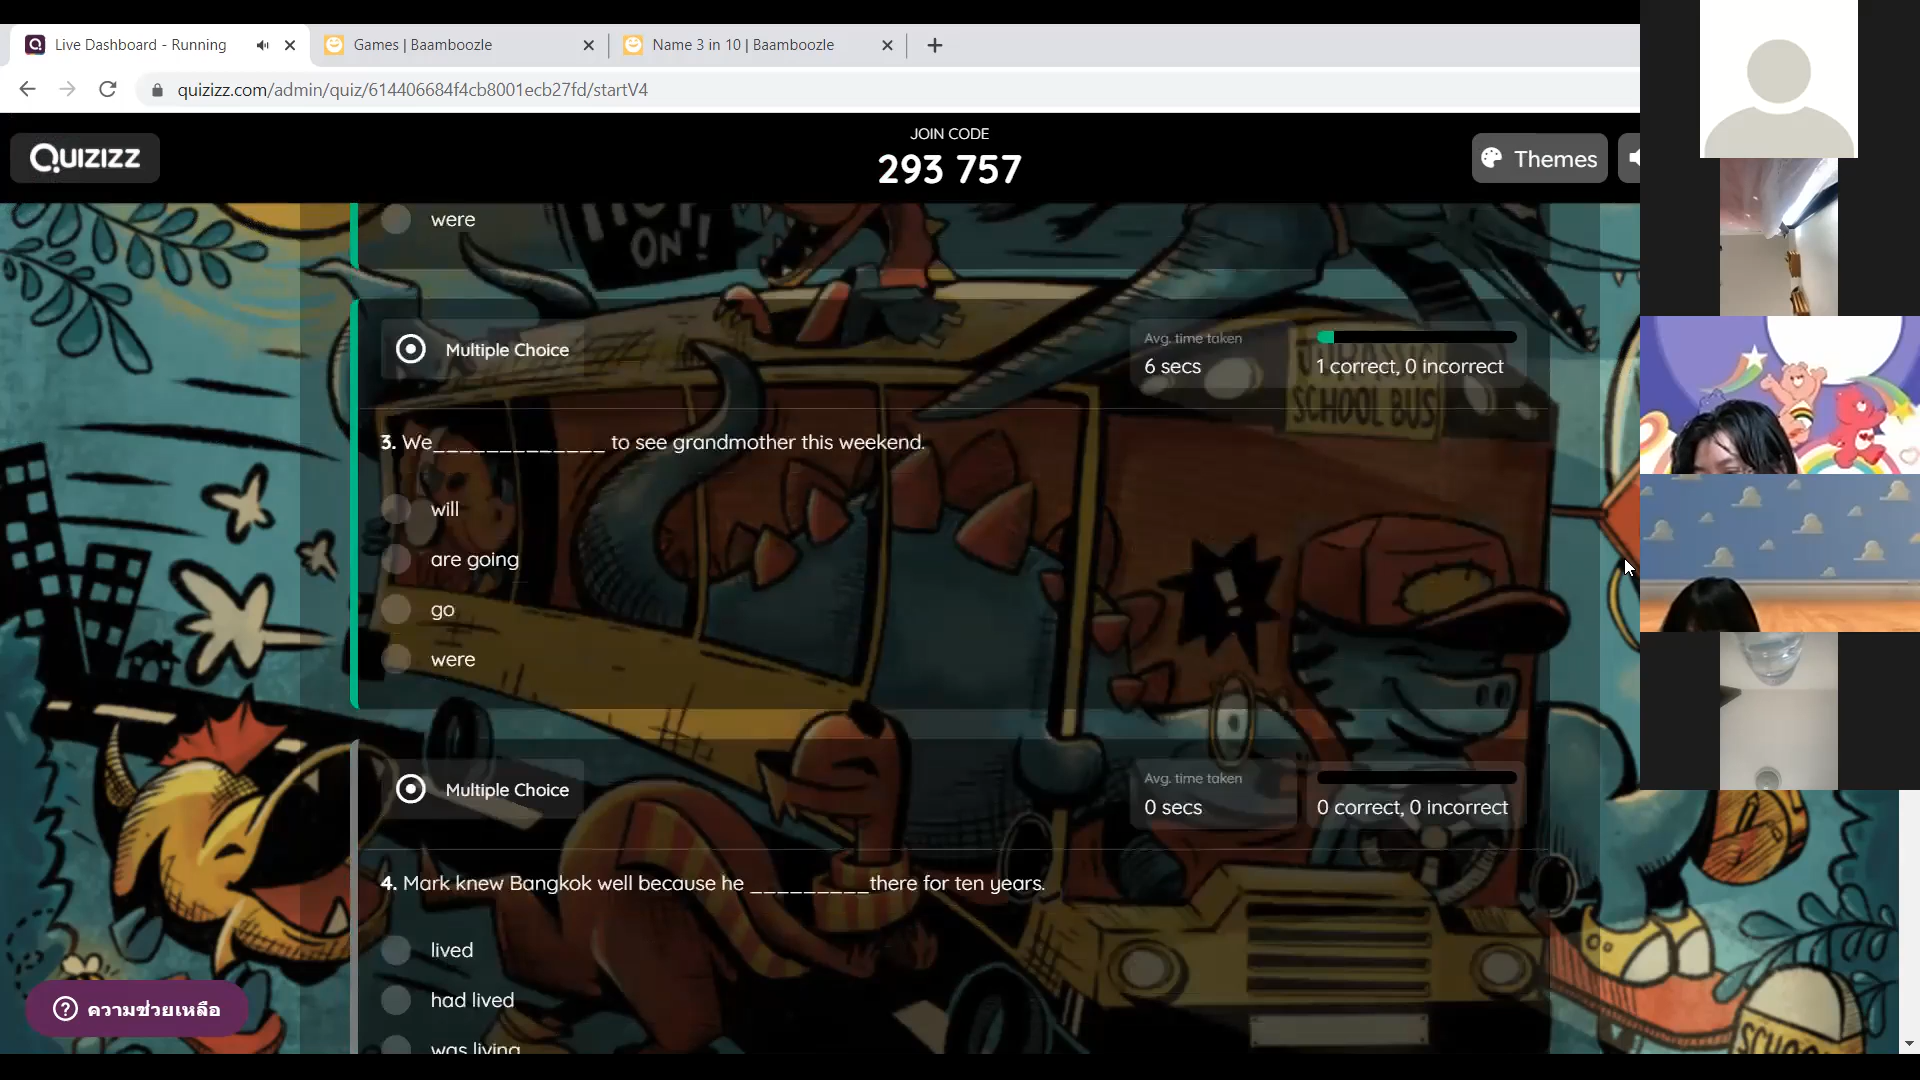 Live Dashboard - Running
Games | Baamboozle
Name 3 in 10 | Baamboozle
quizizz.com/admin/quiz/614406684f4cb8001ecb27fd/startV4
QUIZIZZ
JOIN CODE
293 757
Themes
were
ON!
Multiple Choice
Avg. time taken
6 secs
1 correct, 0 incorrect
SCHOOL BUS
3. We_____________ to see grandmother this weekend.
will
are going
go
were
Multiple Choice
Avg. time taken
0 secs
0 correct, 0 incorrect
4. Mark knew Bangkok well because he _________there for ten years.
lived
had lived
was living
ความช่วยเหลือ
SCHOOL